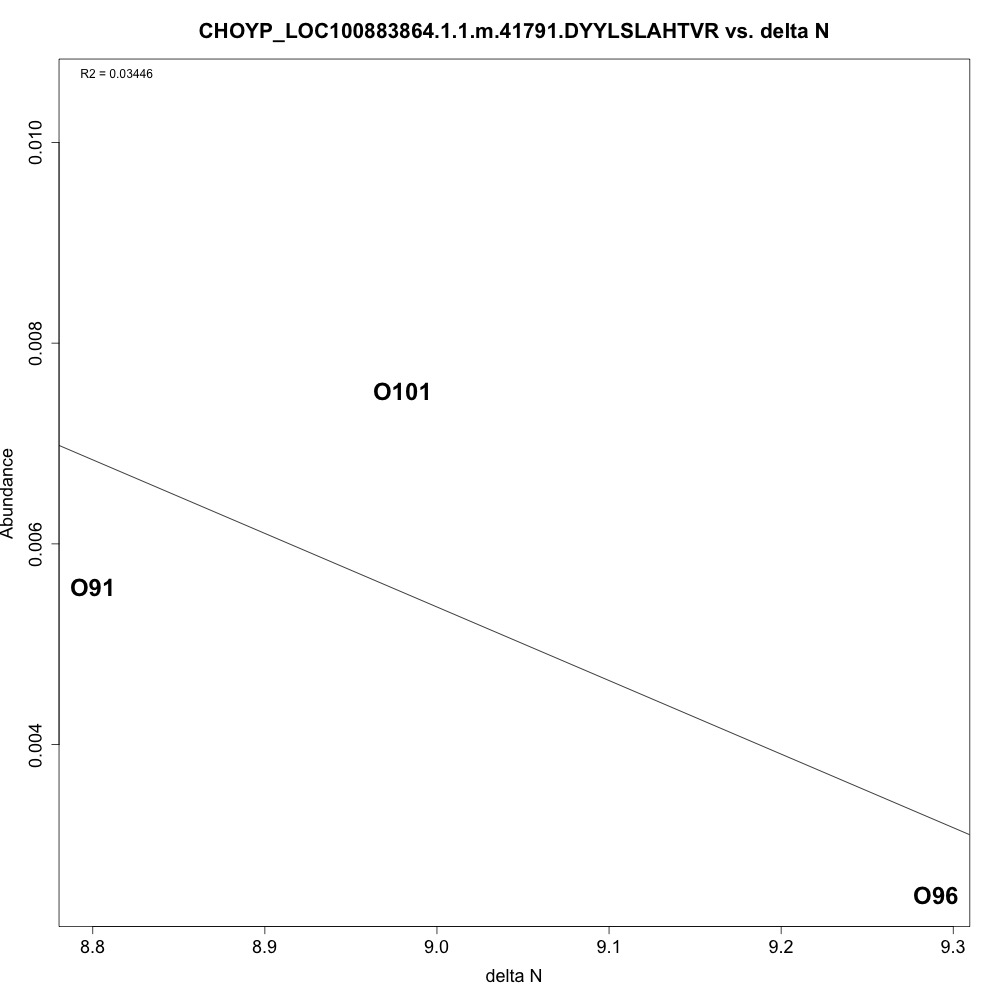 CHOYP_LOC100883864.1.1.m.41791.DYYLSLAHTVR vs. delta N
R2 = 0.03446
0.010
0.008
O101
Abundance
0.006
O91
0.004
O96
8.8 8.9 9.0 9.1 9.2 9.3
delta N